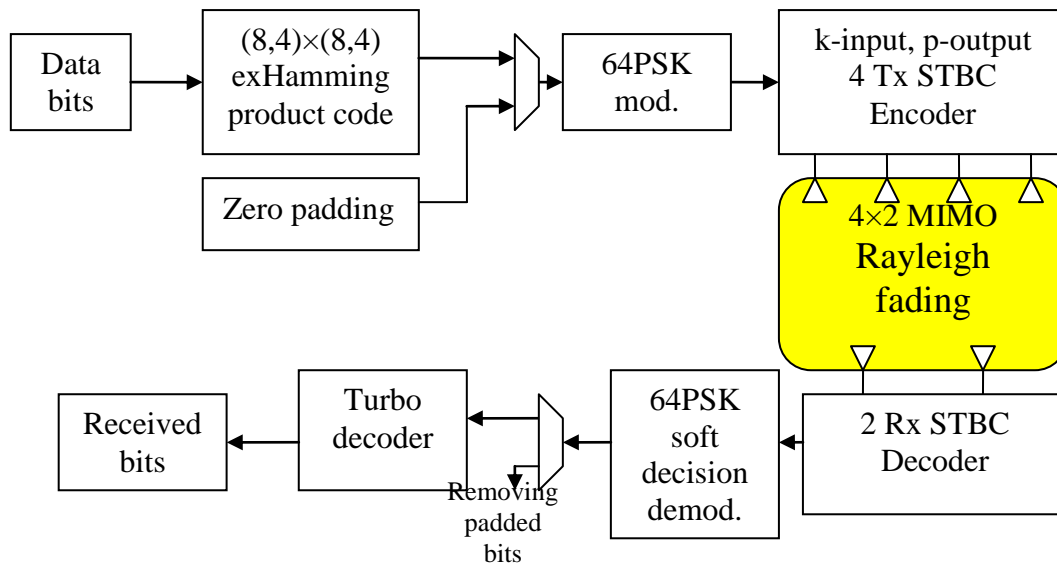 Data
bits
(8,4)×(8,4)
exHamming
product code
Zero padding
64PSK
mod.
k-input, p-output
4 Tx STBC
Encoder
4×2 MIMO
Rayleigh
fading
2 Rx STBC
Decoder
64PSK
soft
decision
demod.
Removing
padded
bits
Turbo
decoder
Received
bits